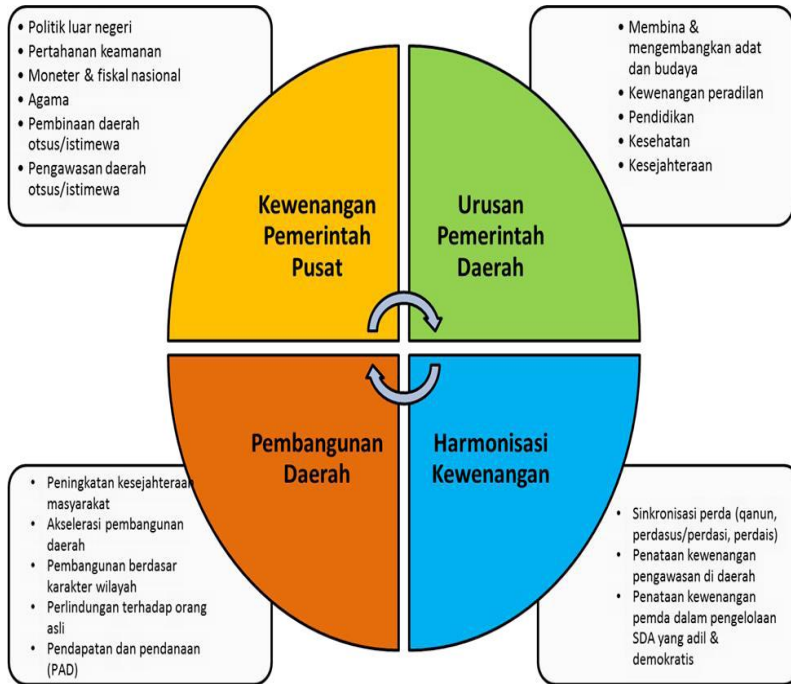 • Politik luar negeri
• Pertahanan keamanan
• Moneter & fiskal nasional
• Agama
• Pembinaan daerah
otsus/istimewa
• Pengawasan daerah
otsus/istimewa
• Membina &
mengembangkan adat
dan budaya
• Kewenangan peradilan
• Pendidikan
• Kesehatan
• Kesejahteraan
Kewenangan
Pemerintah
Pusat
Urusan
Pemerintah
Daerah
Pembangunan
Daerah
Harmonisasi
Kewenangan
• Peningkatan kesejahteraan
masyarakat
• Akselerasi pembangunan
daerah
• Pembangunan berdasar
karakter wilayah
• Perlindungan terhadap orang
asli
• Pendapatan dan pendanaan
(PAD)
• Sinkronisasi perda (qanun,
perdasus/perdasi, perdais)
• Penataan kewenangan
pengawasan di daerah
• Penataan kewenangan
pemda dalam pengelolaan
SDA yang adil &
demokratis